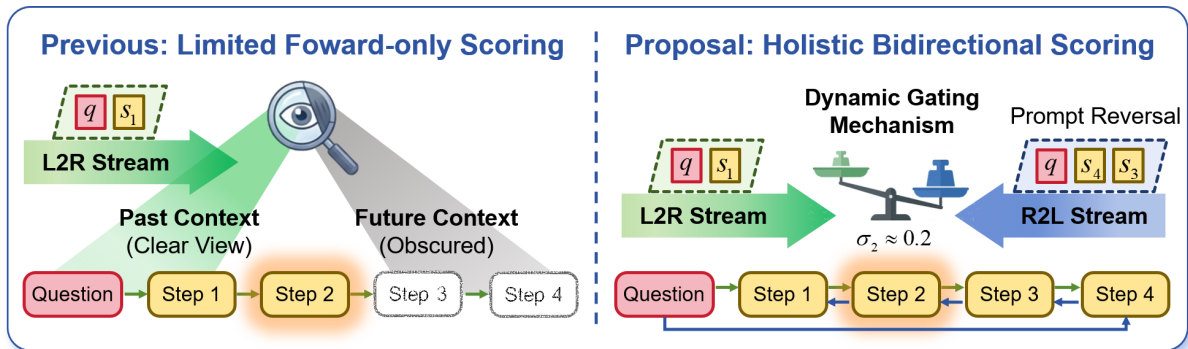 Previous: Limited Foward-only Scoring
q s₁
L2R Stream
Past Context
(Clear View)
Future Context
(Obscured)
Question
Step 1
Step 2
Step 3
Step 4
Proposal: Holistic Bidirectional Scoring
Dynamic Gating
Mechanism
Prompt Reversal
q s₁
q s₄ s₃
L2R Stream
R2L Stream
σ₂ ≈ 0.2
Question
Step 1
Step 2
Step 3
Step 4